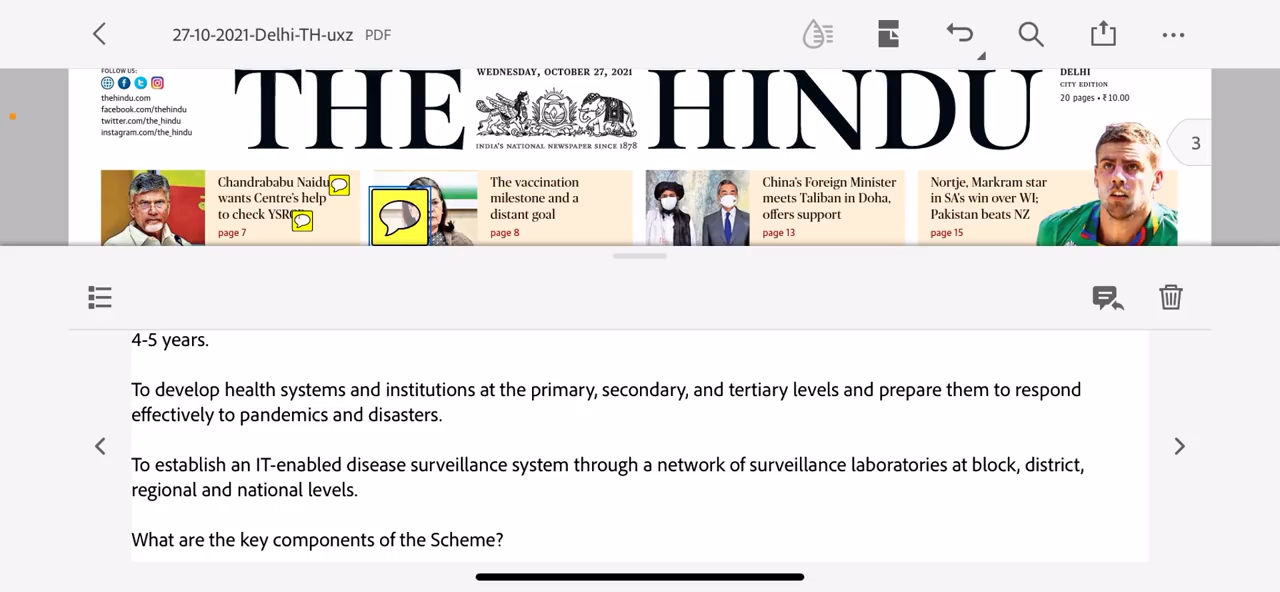 27-10-2021-Delhi-TH-uxz PDF
3
FOLLOW US:
thehindu.com
facebook.com/thehindu
twitter.com/the_hindu
instagram.com/the_hindu
THE HINDU
WEDNESDAY, OCTOBER 27, 2021
INDIA'S NATIONAL NEWSPAPER SINCE 1878
DELHI
CITY EDITION
20 pages • ₹10.00
Chandrababu Naidu
wants Centre's help
to check
page 7
The vaccination
milestone and a
distant goal
page 8
China's Foreign Minister
meets Taliban in Doha,
offers support
page 13
Nortje, Markram star
in SA's win over WI;
Pakistan beats NZ
page 15
4-5 years.
To develop health systems and institutions at the primary, secondary, and tertiary levels and prepare them to respond
effectively to pandemics and disasters.
To establish an IT-enabled disease surveillance system through a network of surveillance laboratories at block, district,
regional and national levels.
What are the key components of the Scheme?